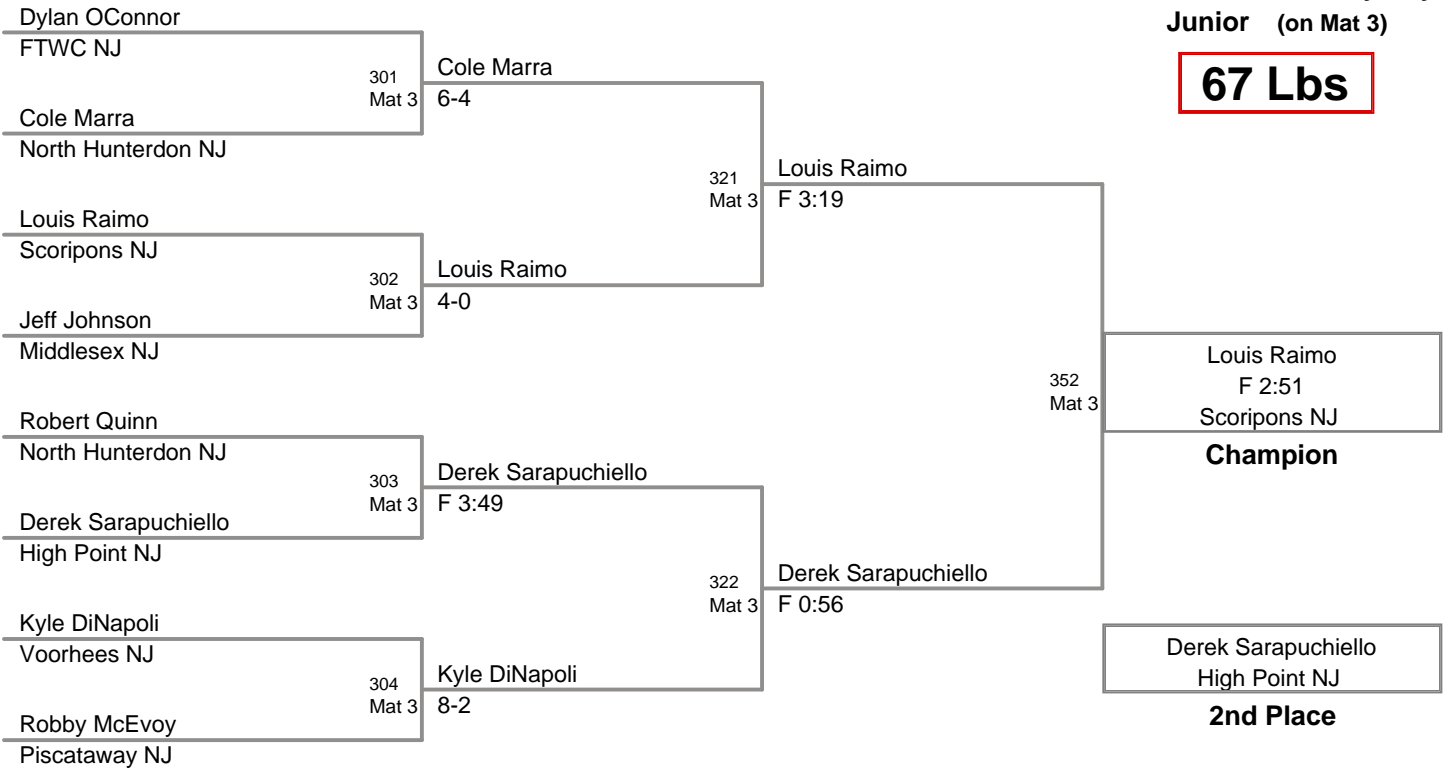 Junior (on Mat 3)
67 Lbs
Dylan OConnor
FTWC NJ
301
Mat 3
Cole Marra
6-4
Cole Marra
North Hunterdon NJ
321
Mat 3
Louis Raimo
F 3:19
Louis Raimo
Scoripons NJ
302
Mat 3
Louis Raimo
4-0
Jeff Johnson
Middlesex NJ
352
Mat 3
Louis Raimo
F 2:51
Scoripons NJ
Champion
Robert Quinn
North Hunterdon NJ
303
Mat 3
Derek Sarapuchiello
F 3:49
Derek Sarapuchiello
High Point NJ
322
Mat 3
Derek Sarapuchiello
F 0:56
Kyle DiNapoli
Voorhees NJ
304
Mat 3
Kyle DiNapoli
8-2
Robby McEvoy
Piscataway NJ
Derek Sarapuchiello
High Point NJ
2nd Place